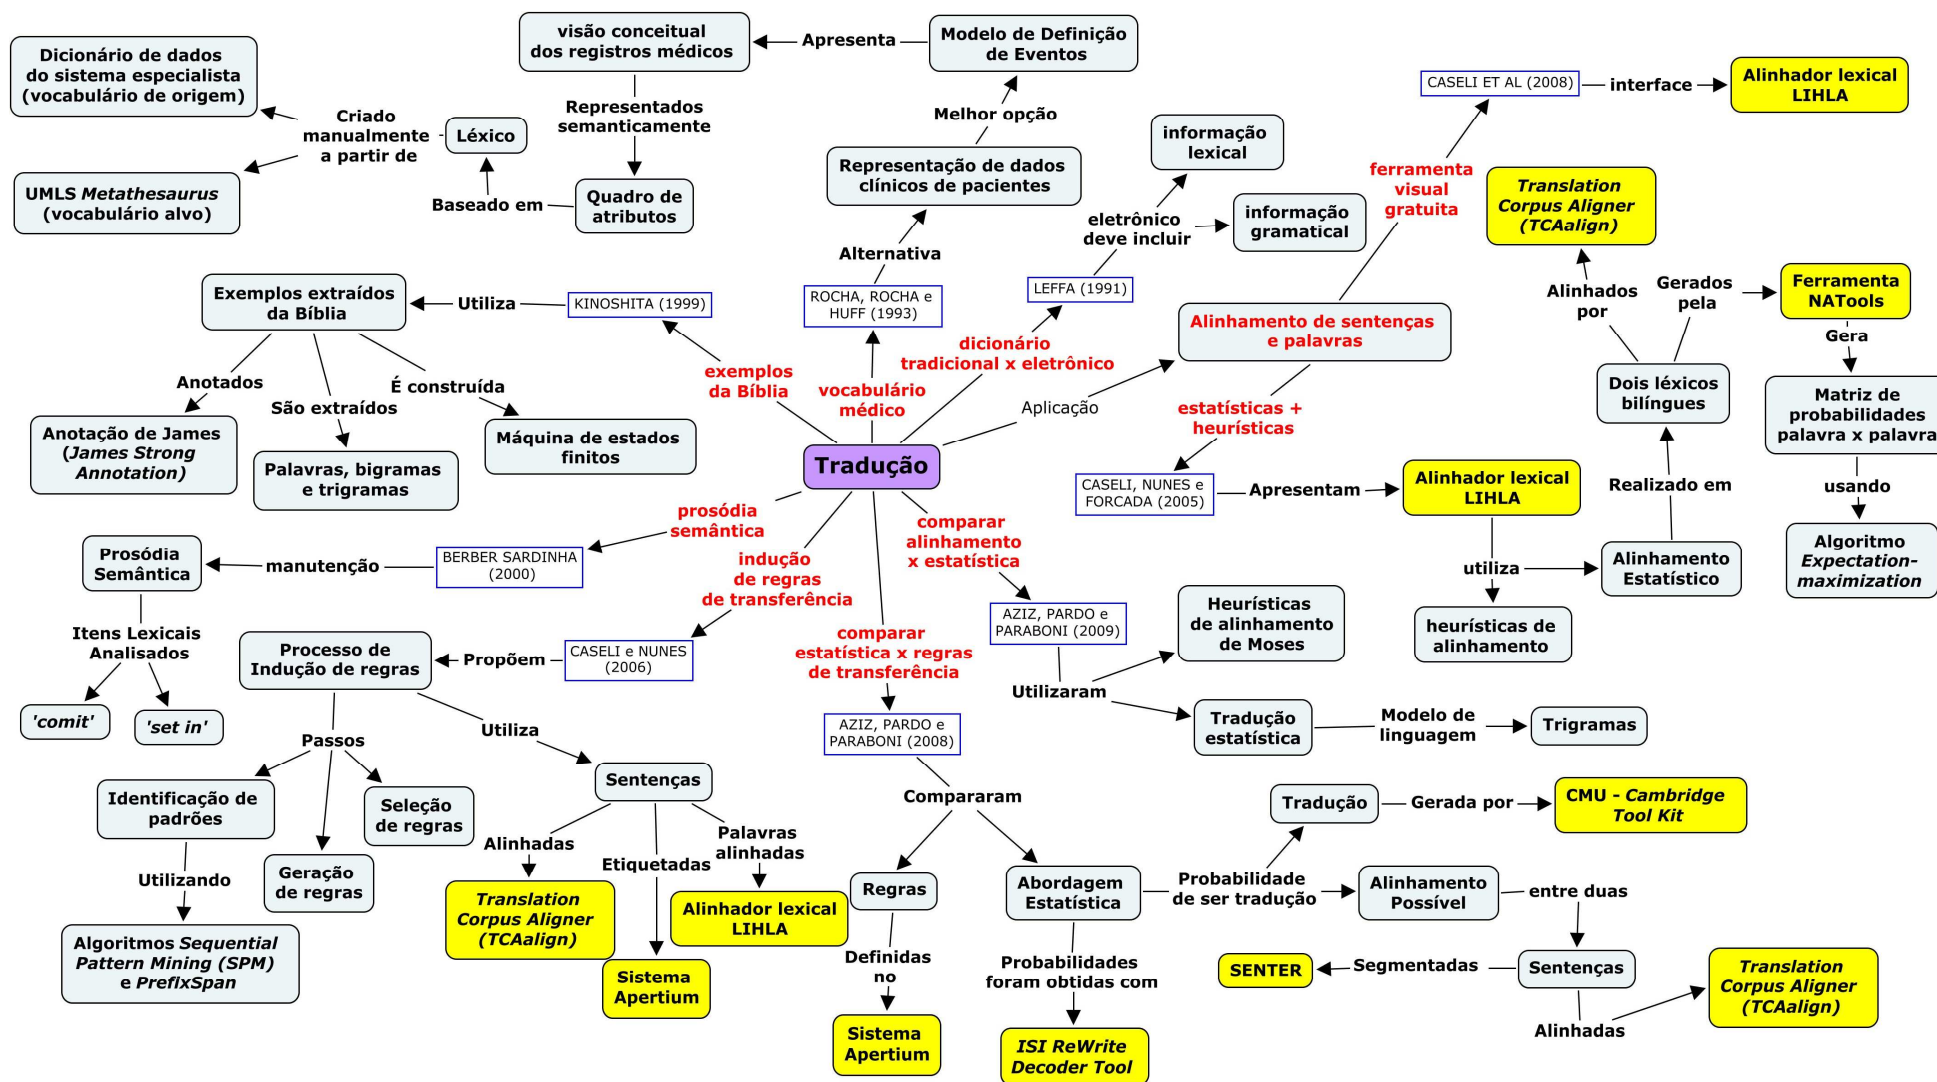 Dicionário de dados
do sistema especialista
(vocabulário de origem)
Criado
manualmente
a partir de
Léxico
UMLS Metathesaurus
(vocabulário alvo)
visão conceitual
dos registros médicos
Apresenta
Modelo de Definição
de Eventos
Representados
semanticamente
Quadro de
atributos
Baseado em
Melhor opção
Representação de dados
clínicos de pacientes
Alternativa
ROCHA, ROCHA e
HUFF (1993)
vocabulário
médico
informação
lexical
informação
gramatical
eletrônico
deve incluir
LEFFA (1991)
dicionário
tradicional x eletrônico
CASELI ET AL (2008)
interface
Alinhador lexical
LIHLA
ferramenta
visual
gratuita
Alinhamento de sentenças
e palavras
Aplicação
Translation
Corpus Aligner
(TCAalign)
Alinhados
por
Gerados
pela
Ferramenta
NATools
Gera
Dois léxicos
bilíngues
Matriz de
probabilidades
palavra x palavra
usando
Algoritmo
Expectation-
maximization
Realizado em
Alinhamento
Estatístico
estatísticas +
heurísticas
CASELI, NUNES e
FORCADA (2005)
Apresentam
Alinhador lexical
LIHLA
utiliza
heurísticas de
alinhamento
Exemplos extraídos
da Bíblia
Utiliza
KINOSHITA (1999)
exemplos
da Bíblia
Anotados
São extraídos
É construída
Anotação de James
(James Strong
Annotation)
Palavras, bigramas
e trigramas
Máquina de estados
finitos
Tradução
prosódia
semântica
BERBER SARDINHA
(2000)
manutenção
Prosódia
Semântica
Itens Lexicais
Analisados
'comit'
'set in'
indução
de regras
de transferência
CASELI e NUNES
(2006)
Propõem
Processo de
Indução de regras
Passos
Utiliza
Identificação de
padrões
Geração
de regras
Seleção
de regras
Utilizando
Algoritmos Sequential
Pattern Mining (SPM)
e PrefixSpan
Sentenças
Alinhadas
Etiquetadas
Palavras
alinhadas
Translation
Corpus Aligner
(TCAalign)
Sistema
Apertium
Alinhador lexical
LIHLA
comparar
estatística x regras
de transferência
AZIZ, PARDO e
PARABONI (2008)
Compararam
Regras
Definidas
no
Sistema
Apertium
Abordagem
Estatística
Probabilidades
foram obtidas com
ISI ReWrite
Decoder Tool
Probabilidade
de ser tradução
Tradução
Gerada por
CMU - Cambridge
Tool Kit
Alinhamento
Possível
entre duas
Sentenças
Segmentadas
SENTER
Alinhadas
Translation
Corpus Aligner
(TCAalign)
comparar
alinhamento
x estatística
AZIZ, PARDO e
PARABONI (2009)
Utilizaram
Heurísticas
de alinhamento
de Moses
Tradução
estatística
Modelo de
linguagem
Trigramas